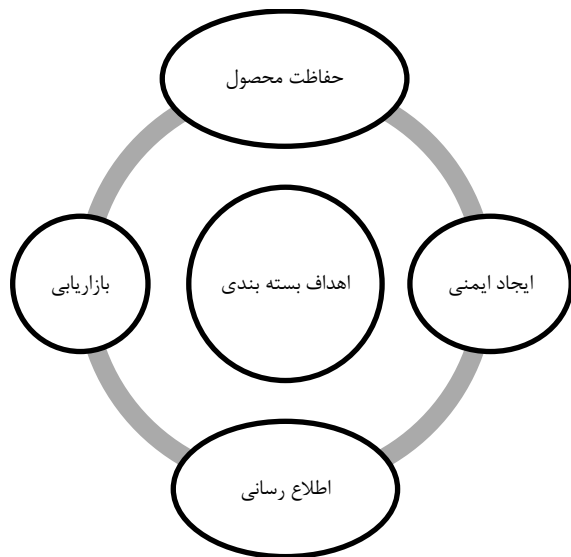 حفاظت محصول
ایجاد ایمنی
اهداف بسته بندی
بازاریابی
اطلاع رسانی